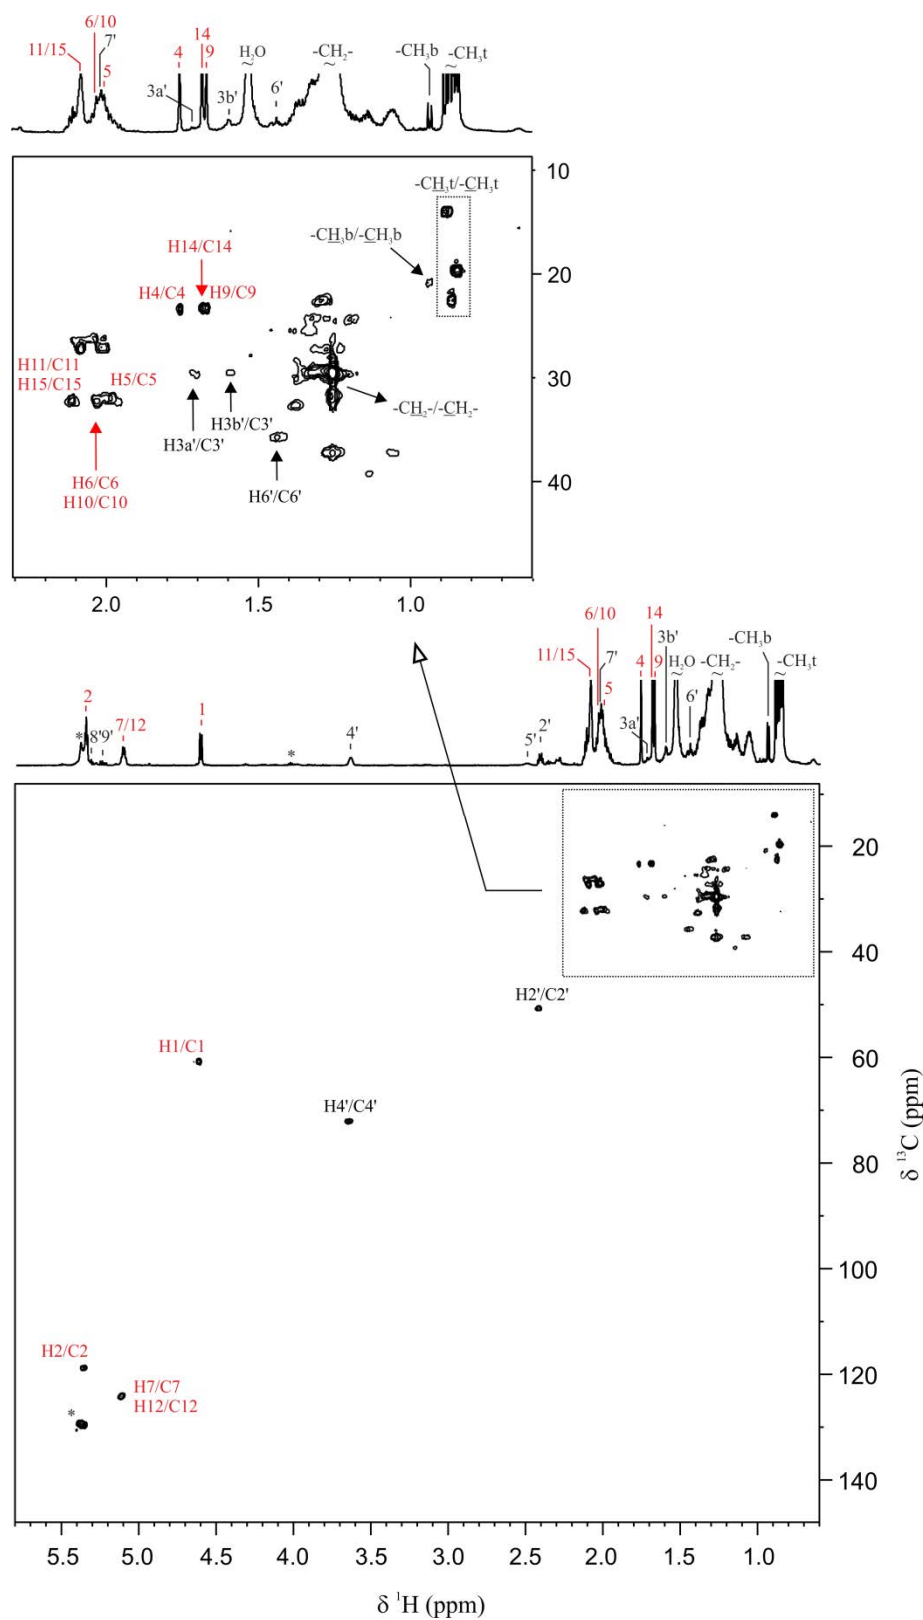 6/10
7'
14
11/15
5
4
9
H₂O
-CH₂-
-CH₃b
-CH₃t
~
~
~
3a'
3b'
6'
10
-CH₃t/-CH₃t
-CH₃b/-CH₃b
H14/C14
20
H4/C4
H9/C9
H11/C11
H15/C15
H5/C5
30
-CH₂-/-CH₂-
H3a'/C3'
H3b'/C3'
H6/C6
H10/C10
H6'/C6'
40
2.0
1.5
1.0
6/10
14
11/15
7'
5
4
3b'
9
H₂O
-CH₂-
-CH₃b
-CH₃t
~
~
~
2
*
8'
9'
7/12
1
*
4'
5'
2'
3a'
6'
20
40
H2'/C2'
H1/C1
60
H4'/C4'
80
100
H2/C2
H7/C7
H12/C12
*
120
140
δ ¹³C (ppm)
5.5
5.0
4.5
4.0
3.5
3.0
2.5
2.0
1.5
1.0
δ ¹H (ppm)